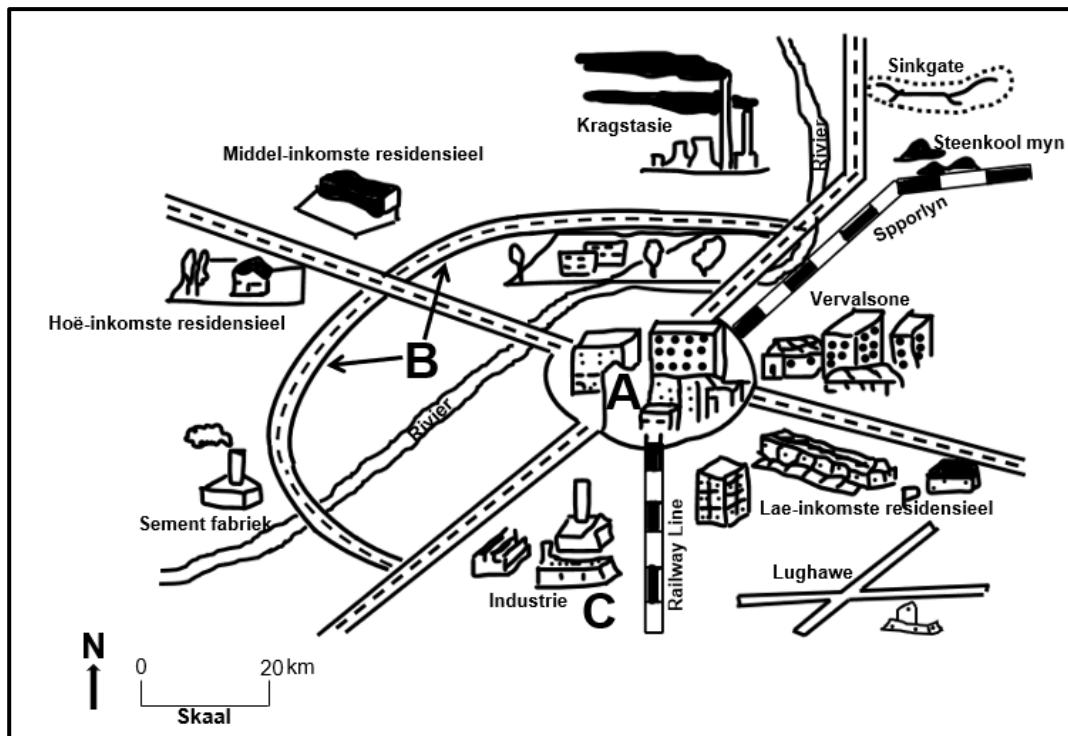 Sinkgate
Kragstasie
Rivier
Steenkool myn
Middel-inkomste residensieel
Spporlyn
Hoë-inkomste residensieel
Vervalsone
B
A
Rivier
Sement fabriek
Lae-inkomste residensieel
Railway Line
Lughawe
Industrie
C
N
0 20 km
Skaal